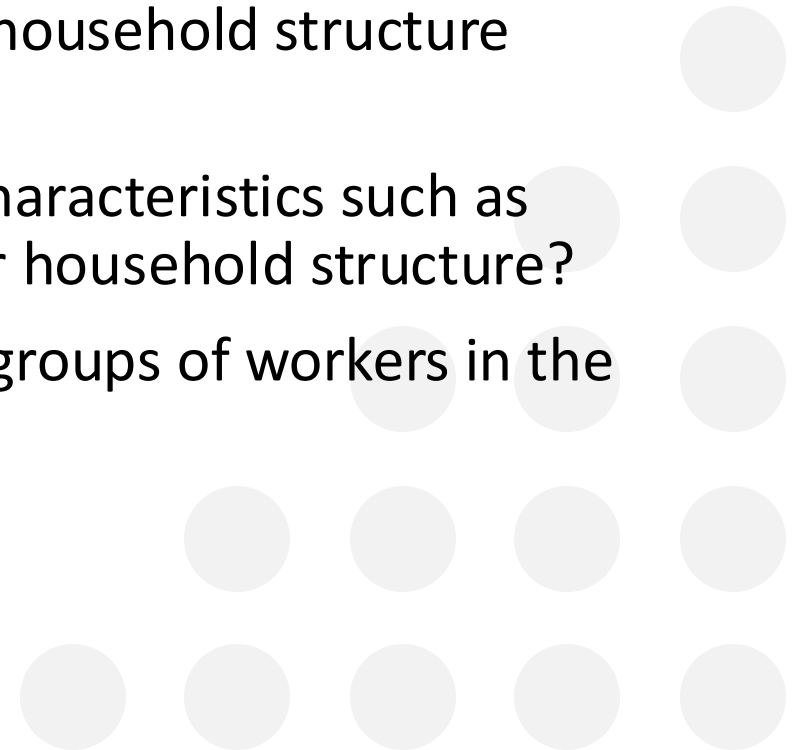 household structure
haracteristics such as
r household structure?
groups of workers in the